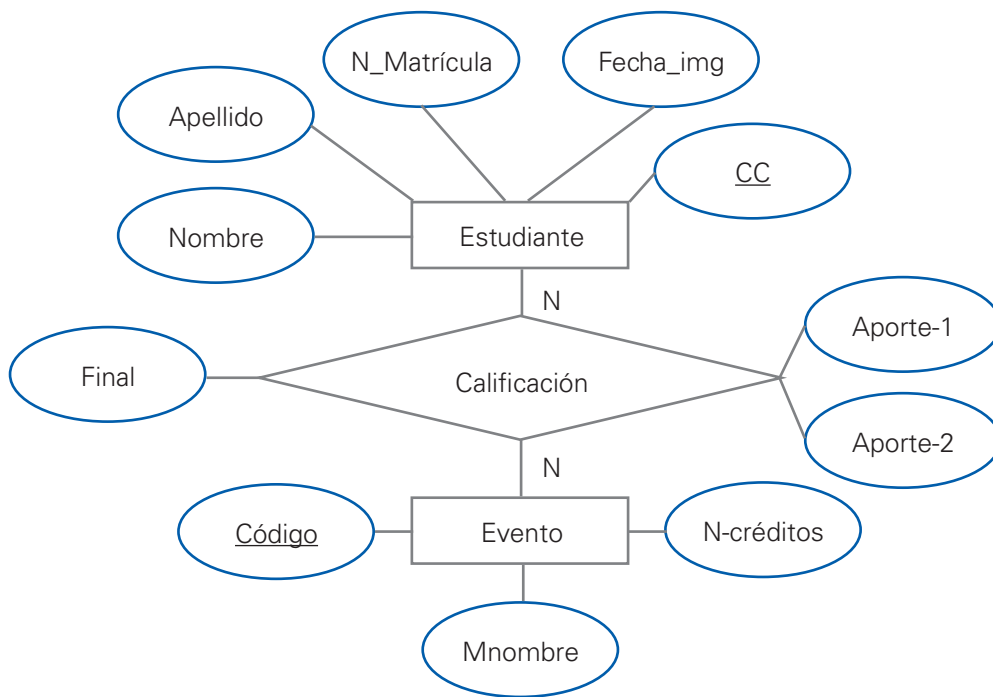 N_Matrícula
Fecha_img
Apellido
CC
Nombre
Estudiante
N
Aporte-1
Final
Calificación
Aporte-2
N
Código
Evento
N-créditos
Mnombre